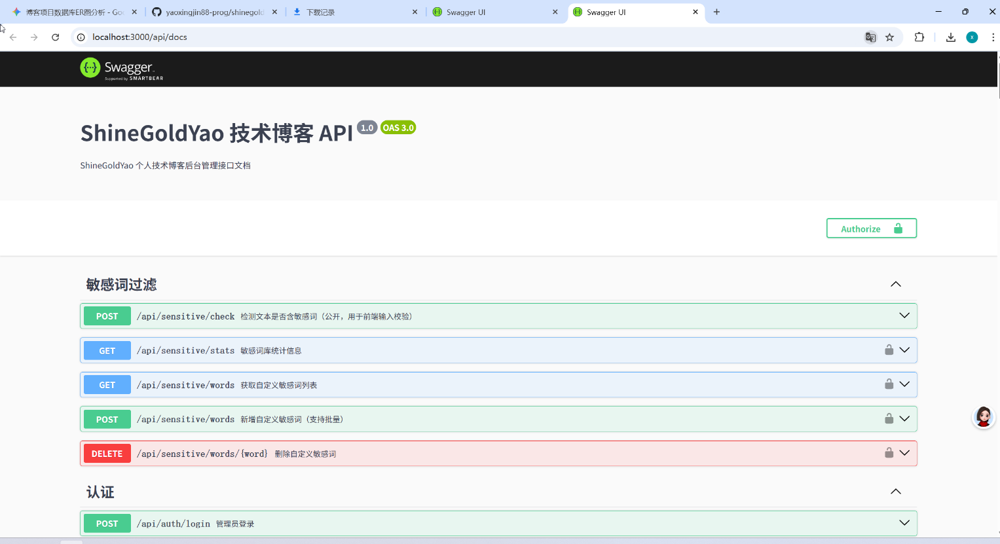 博客项目数据库ER图分析 - Goo
yaoxingjin88-prog/shinegold
下载记录
Swagger UI
Swagger UI
localhost:3000/api/docs
x
Swagger
Supported by SMARTBEAR
ShineGoldYao 技术博客 API 1.0 OAS 3.0
ShineGoldYao 个人技术博客后台管理接口文档
Authorize
敏感词过滤
POST /api/sensitive/check 检测文本是否含敏感词（公开，用于前端输入校验）
GET /api/sensitive/stats 敏感词库统计信息
GET /api/sensitive/words 获取自定义敏感词列表
POST /api/sensitive/words 新增自定义敏感词（支持批量）
DELETE /api/sensitive/words/{word} 删除自定义敏感词
认证
POST /api/auth/login 管理员登录